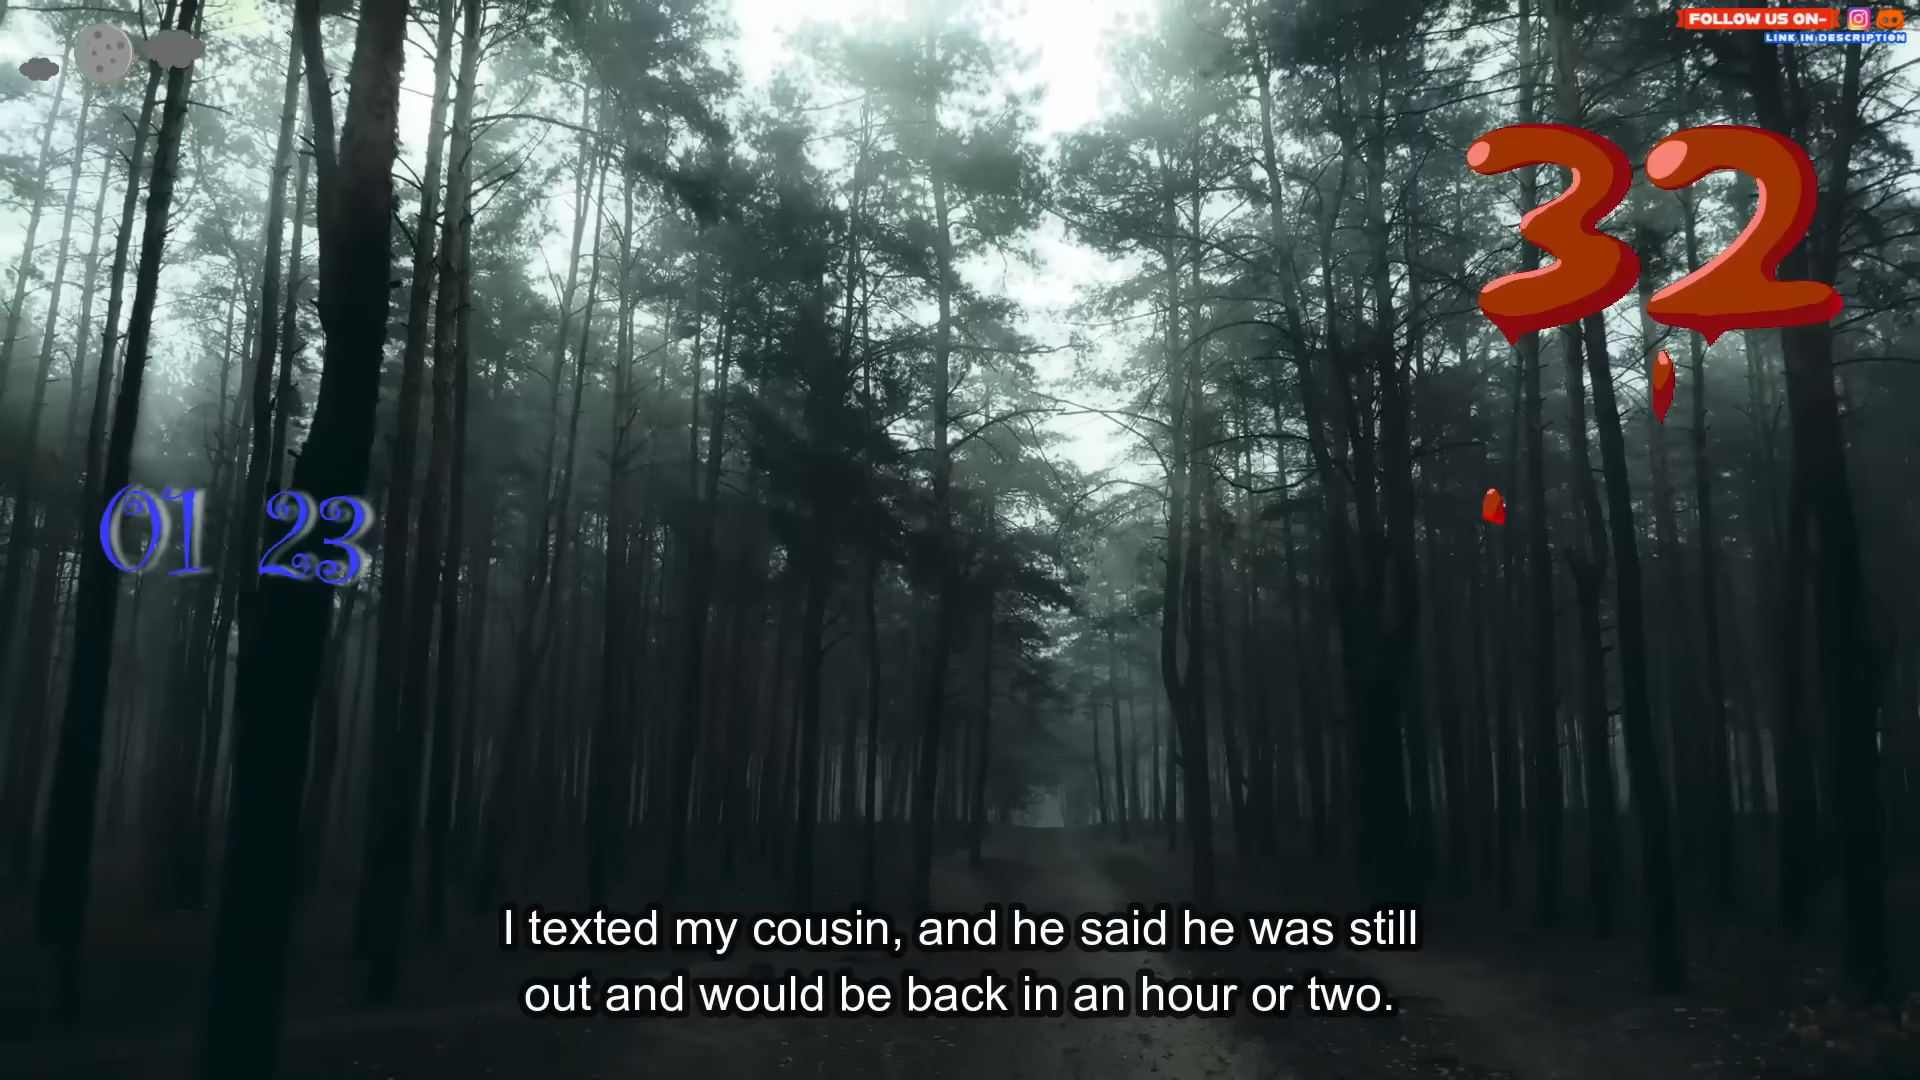 FOLLOW US ON-
LINK IN DESCRIPTION
32
01 23
I texted my cousin, and he said he was still
out and would be back in an hour or two.